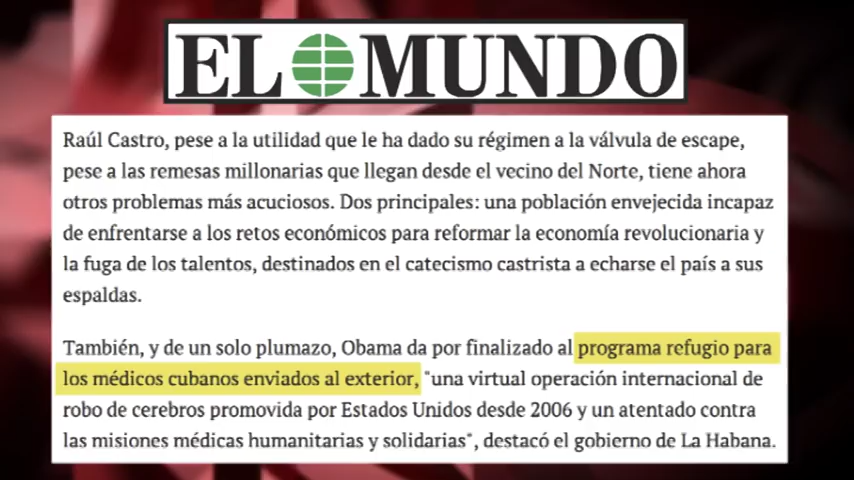 EL MUNDO
Raúl Castro, pese a la utilidad que le ha dado su régimen a la válvula de escape,
pese a las remesas millonarias que llegan desde el vecino del Norte, tiene ahora
otros problemas más acuciosos. Dos principales: una población envejecida incapaz
de enfrentarse a los retos económicos para reformar la economía revolucionaria y
la fuga de los talentos, destinados en el catecismo castrista a echarse el país a sus
espaldas.
También, y de un solo plumazo, Obama da por finalizado al programa refugio para
los médicos cubanos enviados al exterior, "una virtual operación internacional de
robo de cerebros promovida por Estados Unidos desde 2006 y un atentado contra
las misiones médicas humanitarias y solidarias", destacó el gobierno de La Habana.